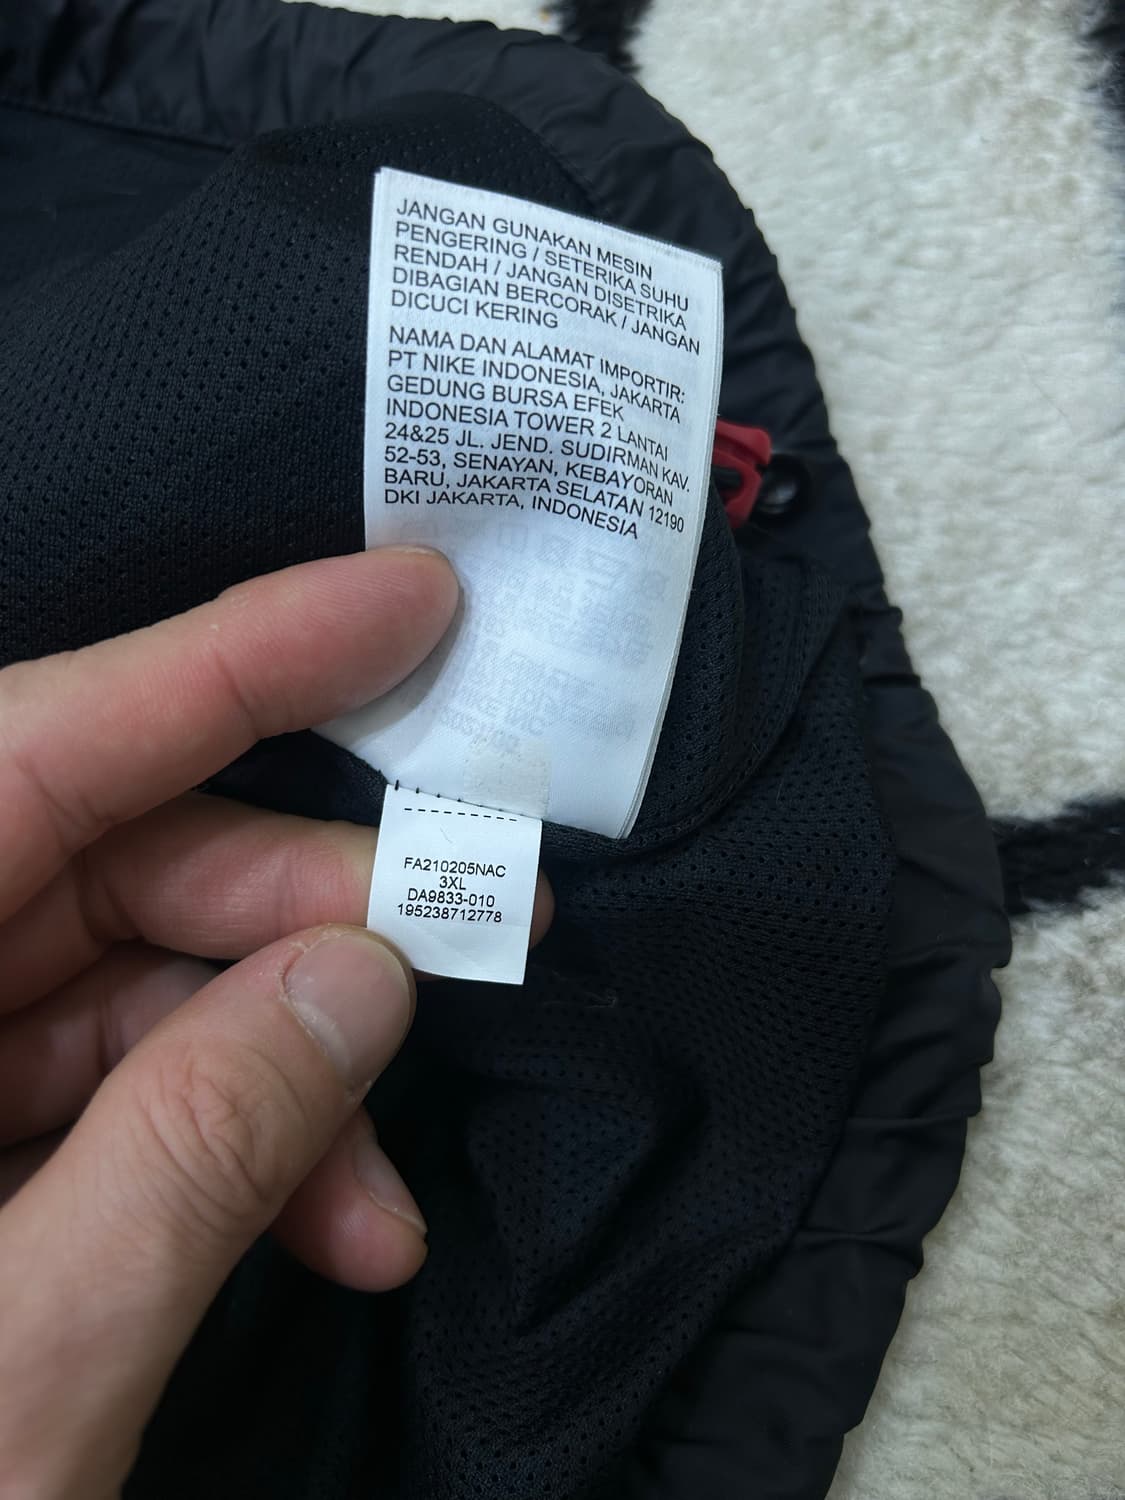 JANGAN GUNAKAN MESIN
PENGERING / SETERIKA SUHU
RENDAH / JANGAN DISETRIKA
DIBAGIAN BERCORAK / JANGAN
DICUCI KERING
NAMA DAN ALAMAT IMPORTIR:
PT NIKE INDONESIA, JAKARTA
GEDUNG BURSA EFEK
INDONESIA TOWER 2 LANTAI
24&25 JL. JEND. SUDIRMAN KAV.
52-53, SENAYAN, KEBAYORAN
BARU, JAKARTA SELATAN 12190
DKI JAKARTA, INDONESIA
FA210205NAC
3XL
DA9833-010
195238712778